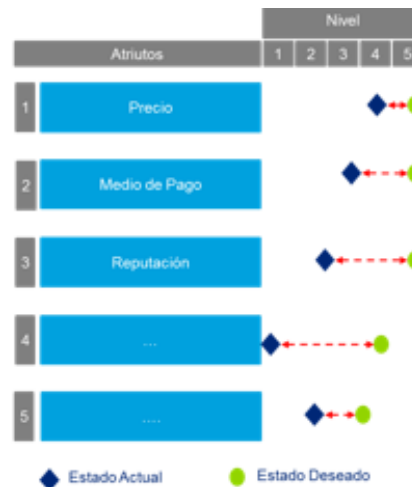 Nivel
Atriutos 1 2 3 4 5
1 Precio
2 Medio de Pago
3 Reputación
4 ...
5 ....
Estado Actual Estado Deseado